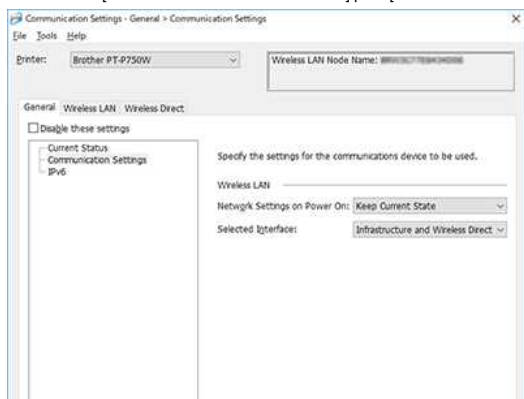 Communication Settings - General > Communication Settings
File Tools Help
Printer: Brother PT-P750W
Wireless LAN Node Name:
General Wireless LAN Wireless Direct
Disable these settings
Current Status
Communication Settings
IPv6
Specify the settings for the communications device to be used.
Wireless LAN
Network Settings on Power On: Keep Current State
Selected Interface: Infrastructure and Wireless Direct